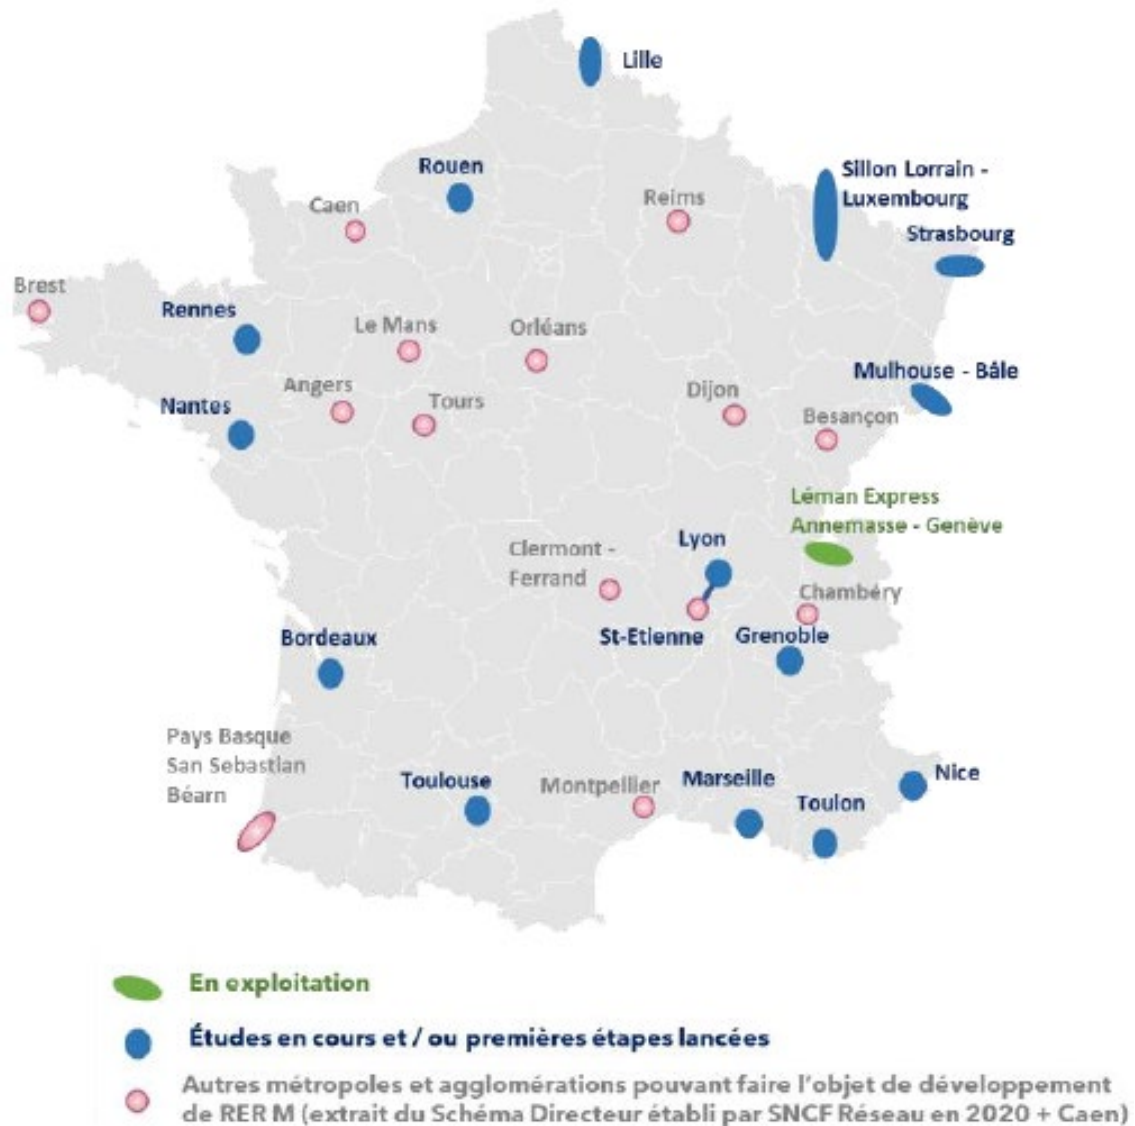 Lille
Rouen
Sillon Lorrain -
Luxembourg
Caen
Reims
Strasbourg
Brest
Rennes
Le Mans
Orléans
Mulhouse - Bâle
Angers
Dijon
Nantes
Tours
Besançon
Léman Express
Annemasse - Genève
Lyon
Clermont -
Ferrand
Chambéry
Bordeaux
St-Etienne
Grenoble
Pays Basque
San Sebastian
Béarn
Toulouse
Montpellier
Marseille
Nice
Toulon
En exploitation
Études en cours et / ou premières étapes lancées
Autres métropoles et agglomérations pouvant faire l'objet de développement
de RER M (extrait du Schéma Directeur établi par SNCF Réseau en 2020 + Caen)